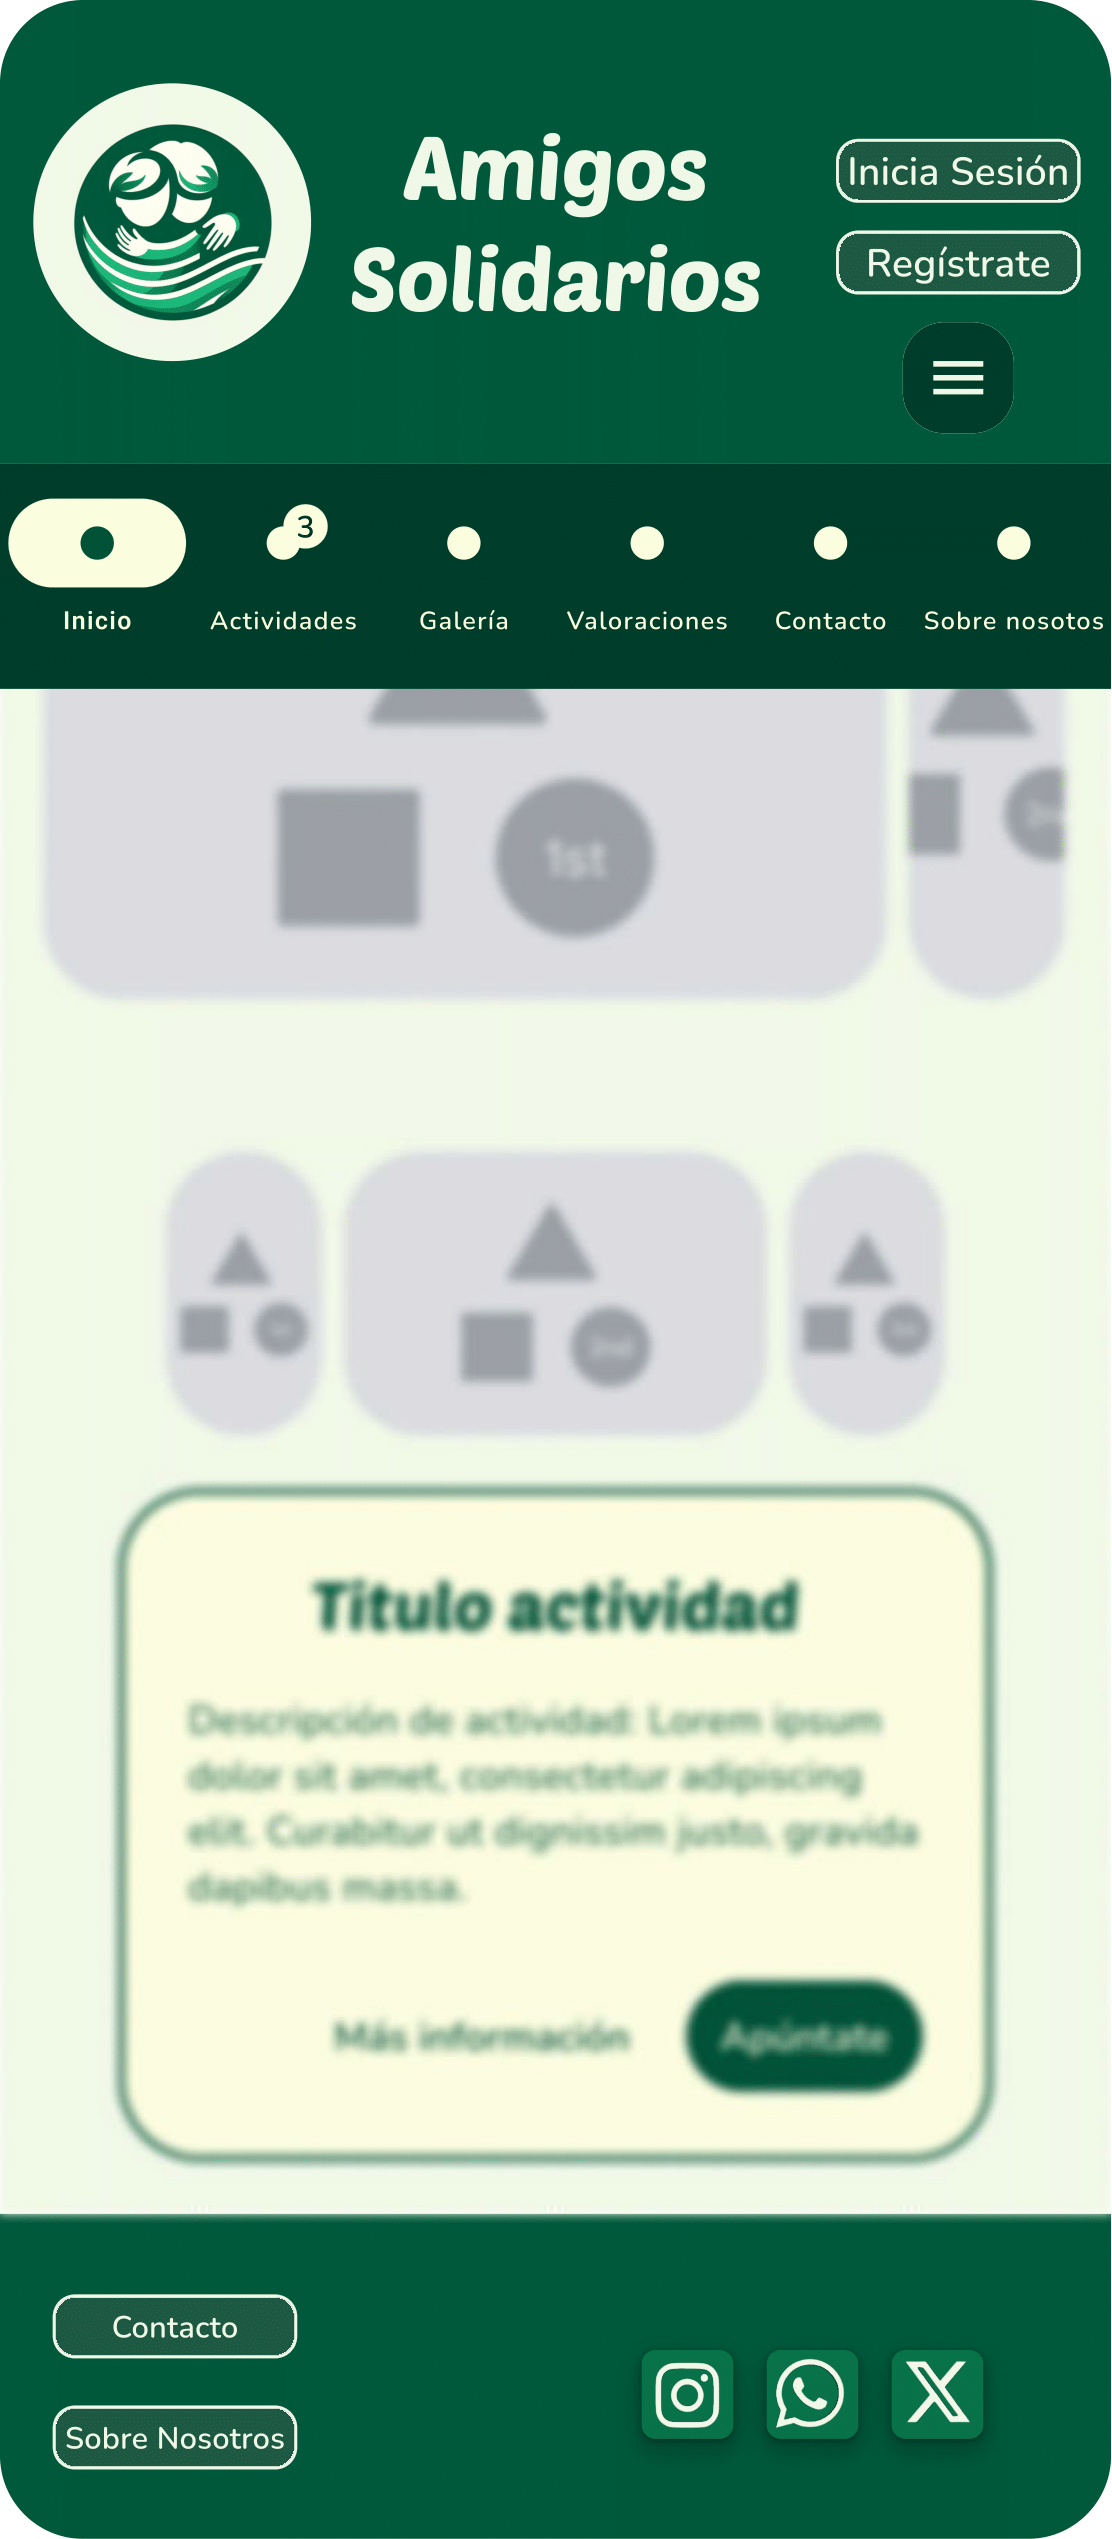 Amigos
Solidarios
Inicia Sesión
Regístrate
3
Inicio
Actividades
Galería
Valoraciones
Contacto
Sobre nosotos
1st
2nd
Titulo actividad
Descripción de actividad: Lorem ipsum
dolor sit amet, consectetur adipiscing
elit. Curabitur ut dignissim justo, gravida
dapibus massa.
Más información
Apúntate
Contacto
Sobre Nosotros